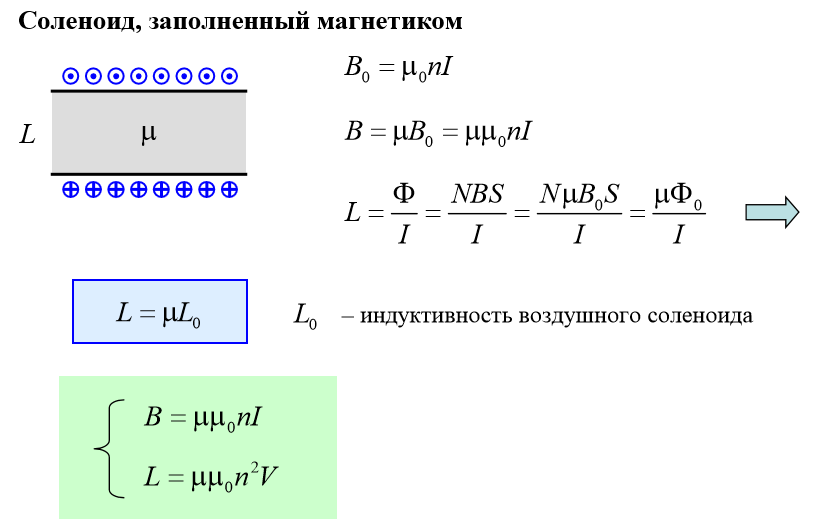 Соленоид, заполненный магнетиком
B₀ = μ₀nI
L
μ
B = μB₀ = μμ₀nI
L = Φ/I = NBS/I = NμB₀S/I = μΦ₀/I
L = μL₀
L₀ – индуктивность воздушного соленоида
B = μμ₀nI
L = μμ₀n²V